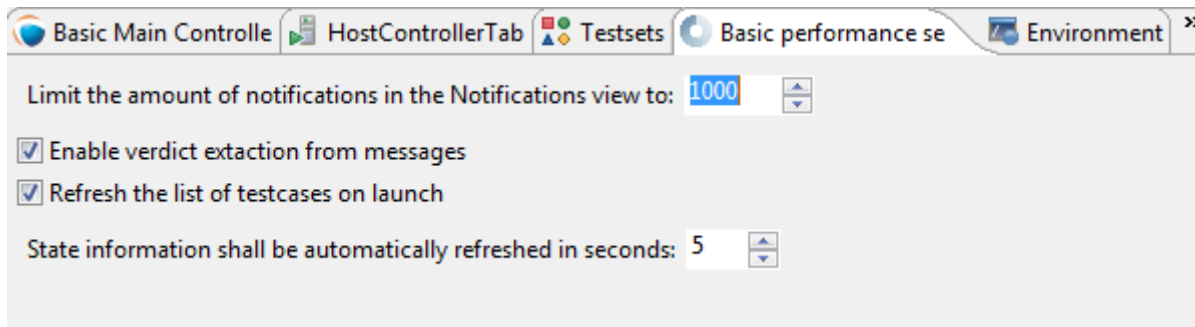 Basic Main Controlle HostControllerTab Testsets Basic performance se Environment »
Limit the amount of notifications in the Notifications view to: 1000
Enable verdict extaction from messages
Refresh the list of testcases on launch
State information shall be automatically refreshed in seconds: 5